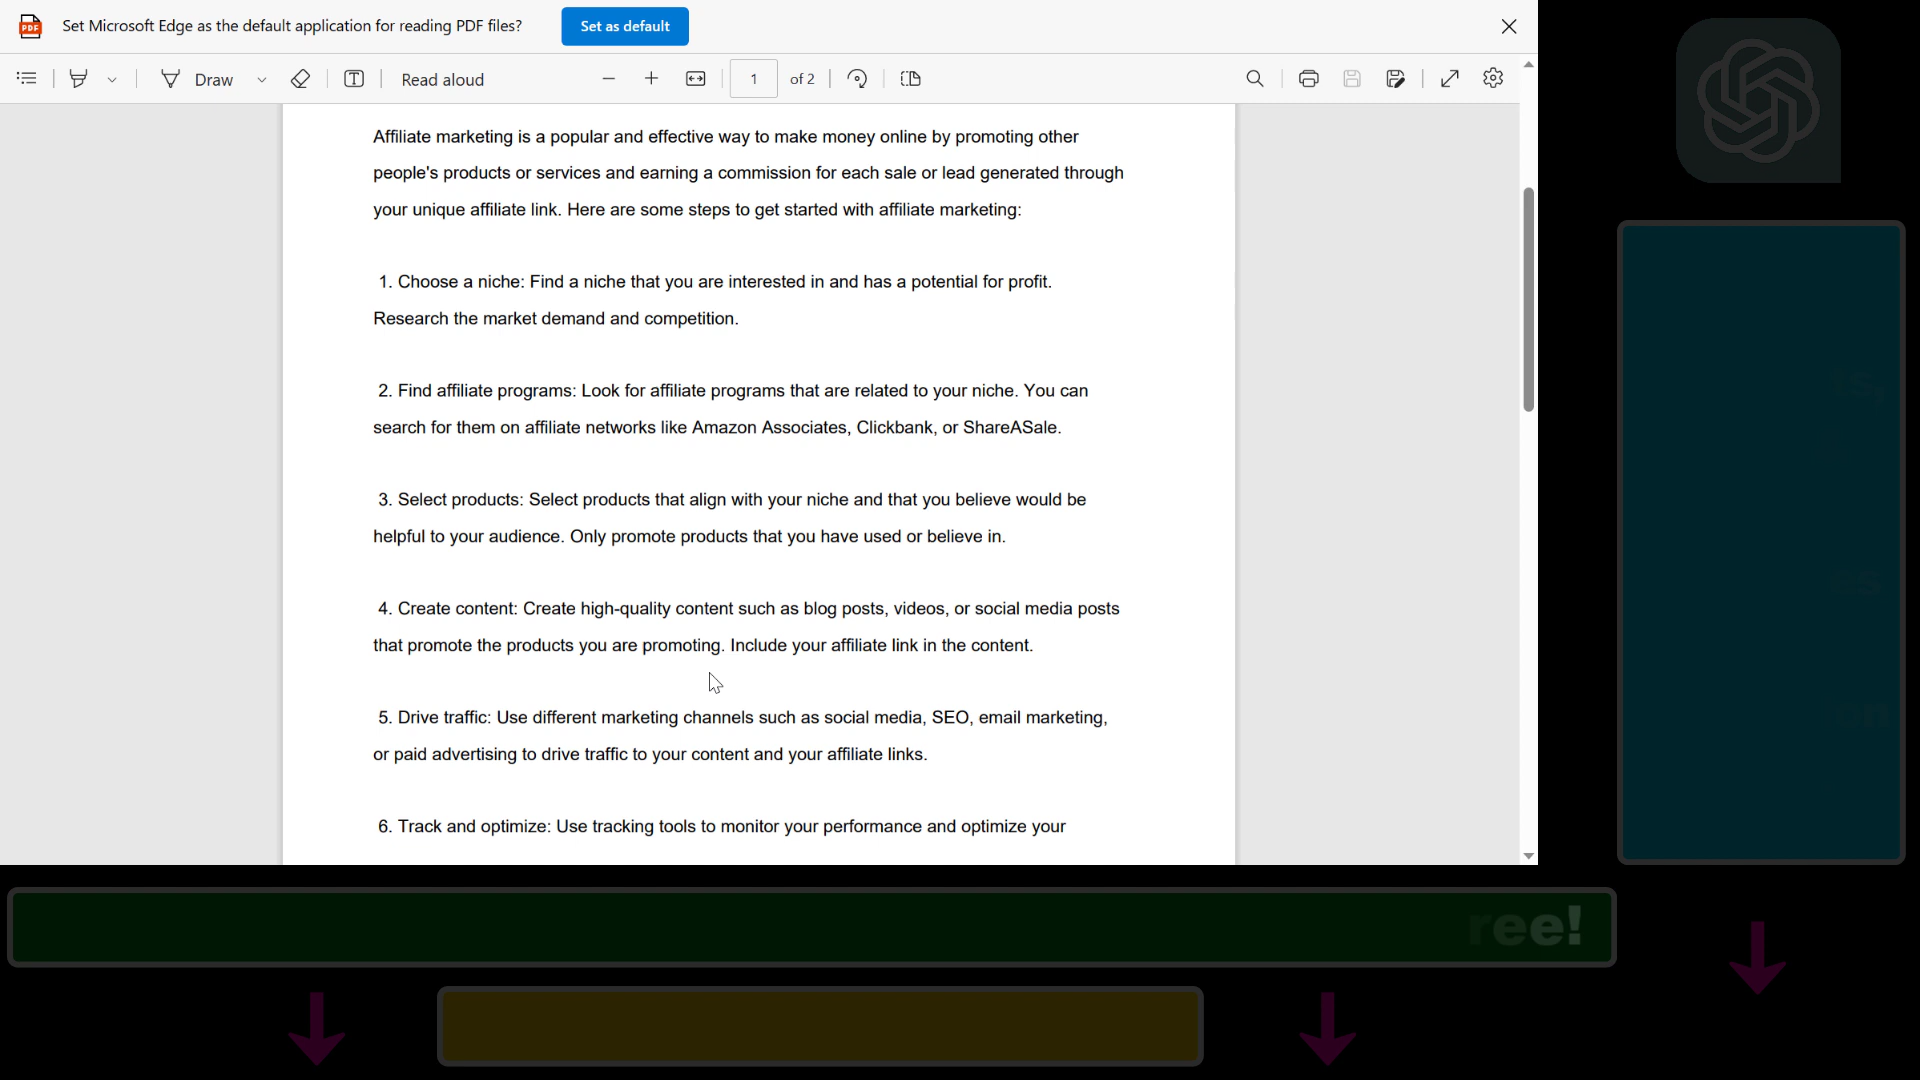 Set Microsoft Edge as the default application for reading PDF files?
Set as default
Draw
Read aloud
1
of 2
Affiliate marketing is a popular and effective way to make money online by promoting other
people's products or services and earning a commission for each sale or lead generated through
your unique affiliate link. Here are some steps to get started with affiliate marketing:
1. Choose a niche: Find a niche that you are interested in and has a potential for profit.
Research the market demand and competition.
2. Find affiliate programs: Look for affiliate programs that are related to your niche. You can
search for them on affiliate networks like Amazon Associates, Clickbank, or ShareASale.
3. Select products: Select products that align with your niche and that you believe would be
helpful to your audience. Only promote products that you have used or believe in.
4. Create content: Create high-quality content such as blog posts, videos, or social media posts
that promote the products you are promoting. Include your affiliate link in the content.
5. Drive traffic: Use different marketing channels such as social media, SEO, email marketing,
or paid advertising to drive traffic to your content and your affiliate links.
6. Track and optimize: Use tracking tools to monitor your performance and optimize your
ree!